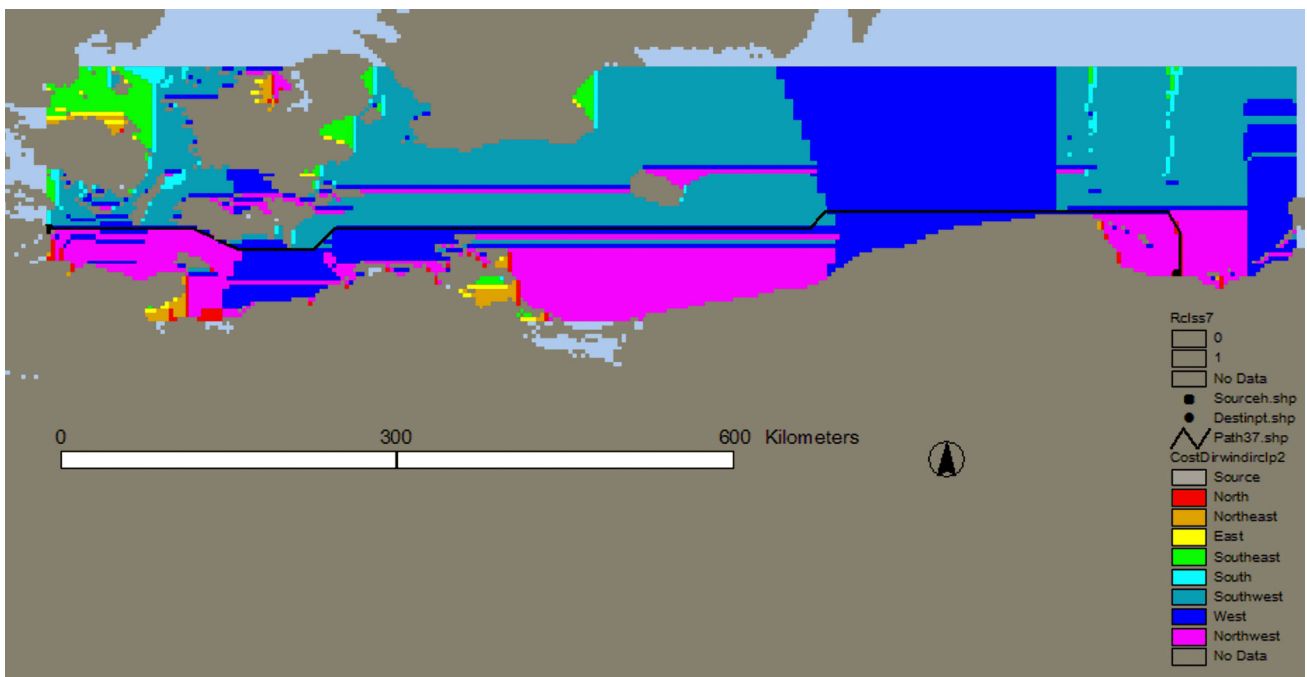 Rclss7
0
1
No Data
Sourceh.shp
Destinpt.shp
Path37.shp
CostDirwindirclp2
Source
North
Northeast
East
Southeast
South
Southwest
West
Northwest
No Data
0 300 600 Kilometers